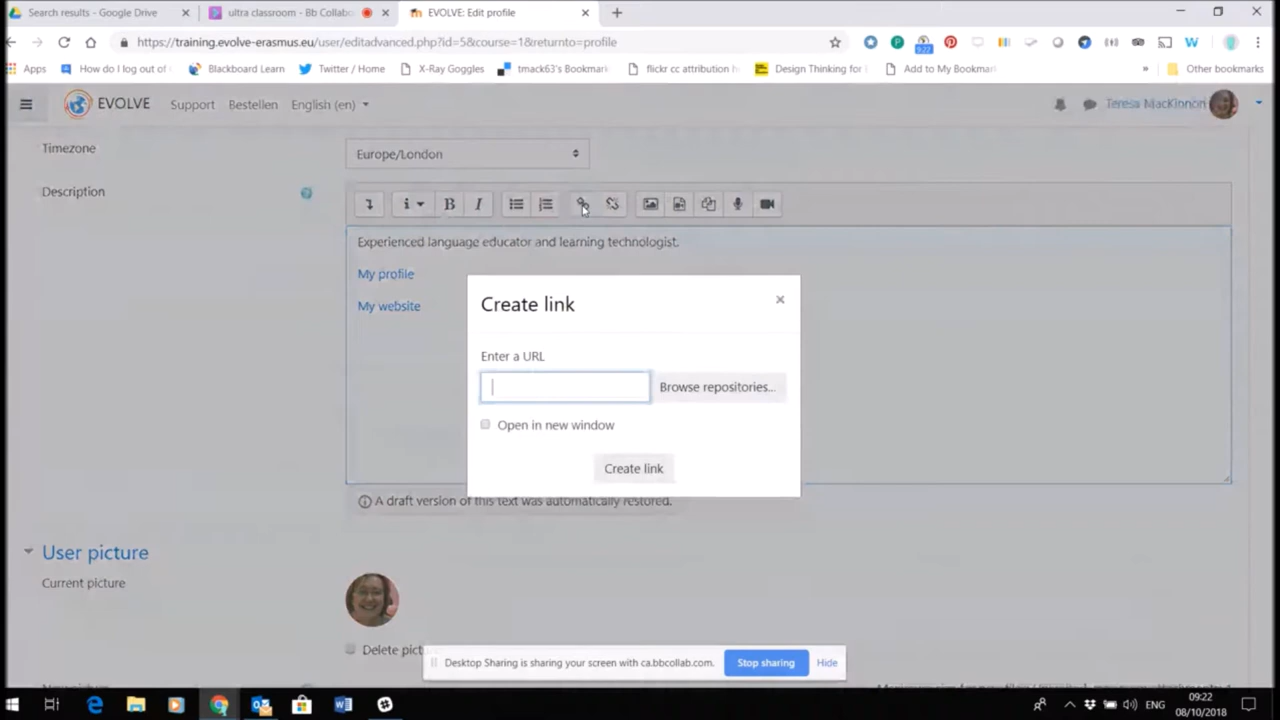 Search results - Google Drive
ultra classroom - Bb Collabo
EVOLVE: Edit profile
https://training.evolve-erasmus.eu/user/editadvanced.php?id=5&course=1&returnto=profile
9:22
Apps
How do I log out of
Blackboard Learn
Twitter / Home
X-Ray Goggles
tmack63's Bookmark
flickr cc attribution h
Design Thinking for
Add to My Bookmar
»
Other bookmarks
EVOLVE
Support
Bestellen
English (en)
Teresa MacKinnon
Timezone
Europe/London
Description
Experienced language educator and learning technologist.
My profile
My website
Create link
Enter a URL
Browse repositories...
Open in new window
Create link
A draft version of this text was automatically restored.
User picture
Current picture
Delete pict
Desktop Sharing is sharing your screen with ca.bbcollab.com.
Stop sharing
Hide
ENG
09:22
08/10/2018